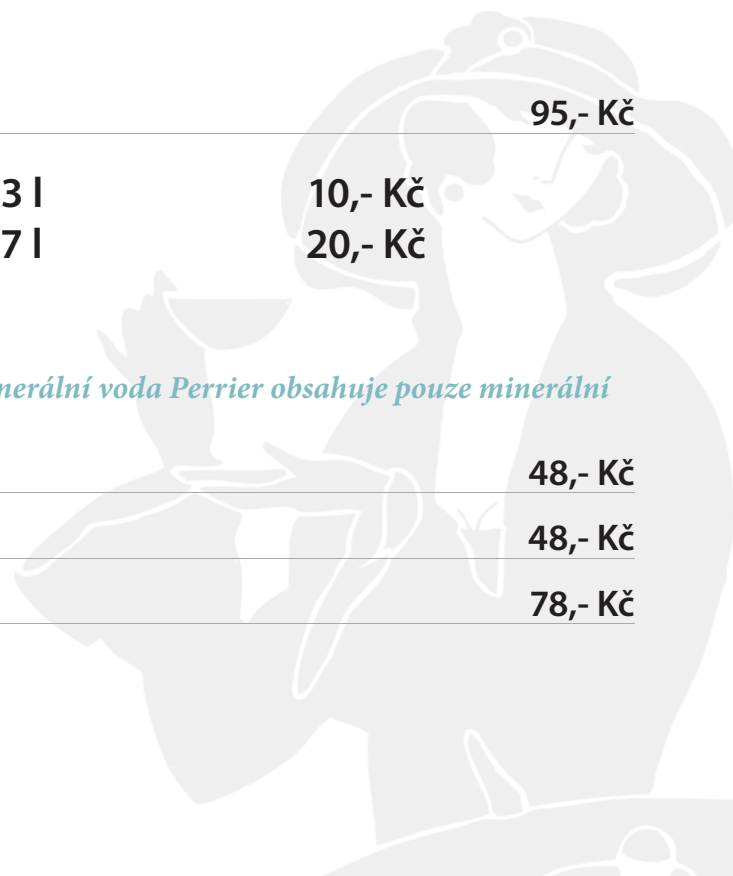 95,- Kč
3 l 10,- Kč
7 l 20,- Kč
nerální voda Perrier obsahuje pouze minerální
48,- Kč
48,- Kč
78,- Kč